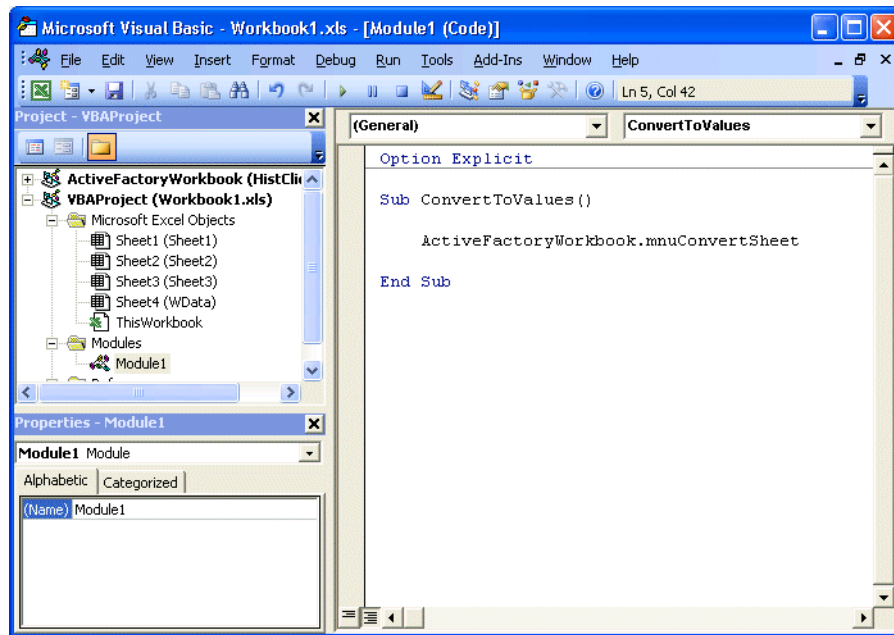 Microsoft Visual Basic - Workbook1.xls - [Module1 (Code)]
File Edit View Insert Format Debug Run Tools Add-Ins Window Help
Ln 5, Col 42
Project - VBAProject
(General) ConvertToValues
ActiveFactoryWorkbook (HistClie
VBAProject (Workbook1.xls)
Microsoft Excel Objects
Sheet1 (Sheet1)
Sheet2 (Sheet2)
Sheet3 (Sheet3)
Sheet4 (WData)
ThisWorkbook
Modules
Module1
Option Explicit
Sub ConvertToValues()
ActiveFactoryWorkbook.mnuConvertSheet
End Sub
Properties - Module1
Module1 Module
Alphabetic Categorized
(Name) Module1